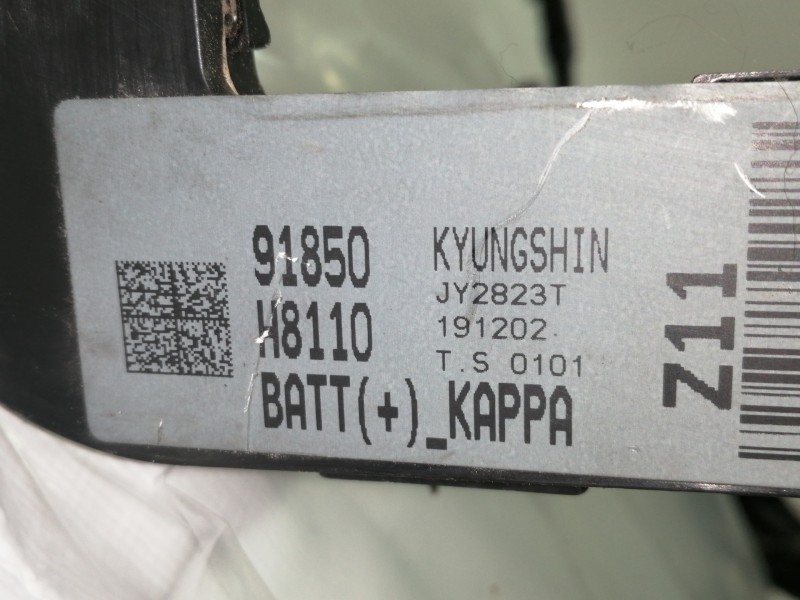 91850
H8110
BATT(+)_KAPPA
KYUNGSHIN
JY2823T
191202
T.S 0101
Z11